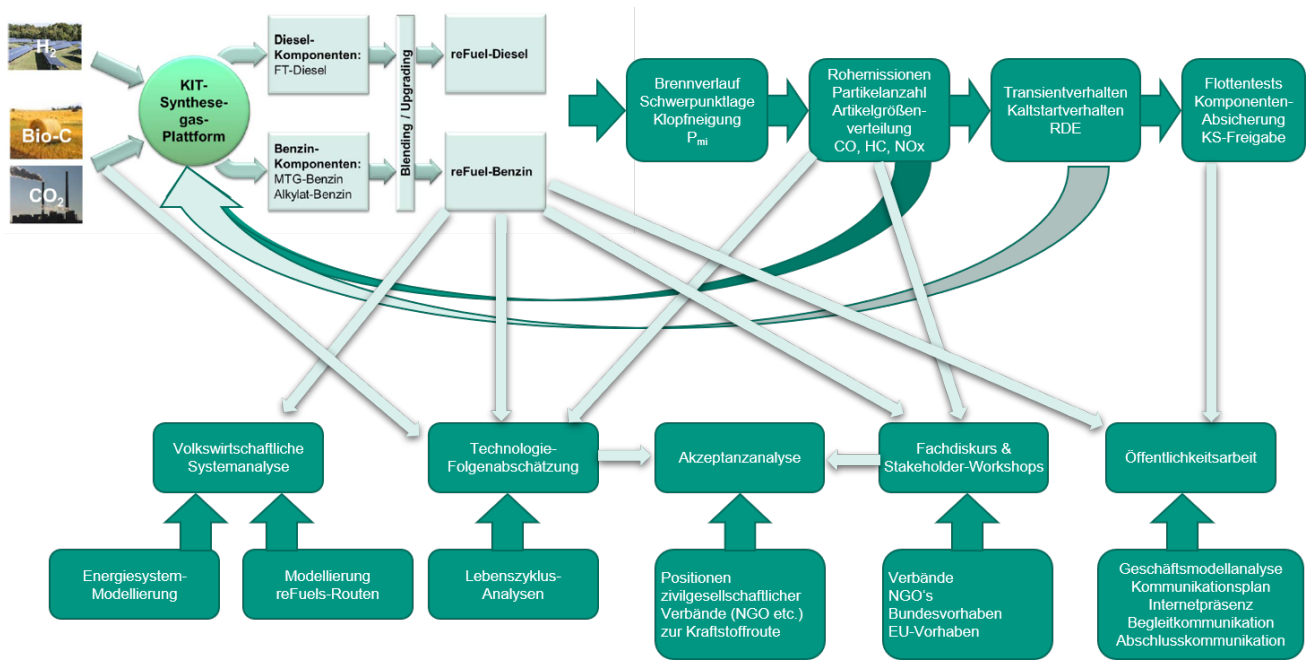 H2
Bio-C
CO2
KIT-
Synthese-
gas-
Plattform
Diesel-
Komponenten:
FT-Diesel
Benzin-
Komponenten:
MTG-Benzin
Alkylat-Benzin
Blending / Upgrading
reFuel-Diesel
reFuel-Benzin
Brennverlauf
Schwerpunktlage
Klopfneigung
Pmi
Rohemissionen
Partikelanzahl
Artikelgrößen-
verteilung
CO, HC, NOx
Transientverhalten
Kaltstartverhalten
RDE
Flottentests
Komponenten-
Absicherung
KS-Freigabe
Volkswirtschaftliche
Systemanalyse
Technologie-
Folgenabschätzung
Akzeptanzanalyse
Fachdiskurs &
Stakeholder-Workshops
Öffentlichkeitsarbeit
Energiesystem-
Modellierung
Modellierung
reFuels-Routen
Lebenszyklus-
Analysen
Positionen
zivilgesellschaftlicher
Verbände (NGO etc.)
zur Kraftstoffroute
Verbände
NGO's
Bundesvorhaben
EU-Vorhaben
Geschäftsmodellanalyse
Kommunikationsplan
Internetpräsenz
Begleitkommunikation
Abschlusskommunikation